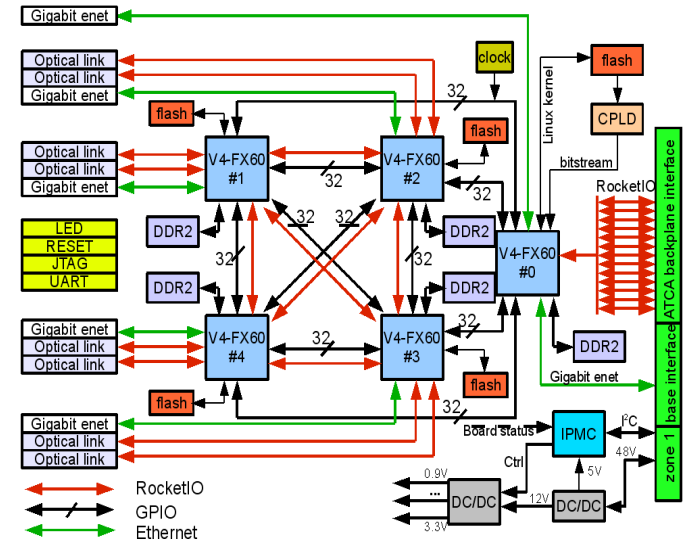 Gigabit enet
Optical link
Optical link
Gigabit enet
32
clock
Linux kernel
flash
CPLD
bitstream
flash
flash
Optical link
Optical link
Gigabit enet
V4-FX60
#1
32
V4-FX60
#2
32
RocketIO
ATCA backplane interface
LED
RESET
JTAG
UART
DDR2
32
32
32
32
DDR2
V4-FX60
#0
DDR2
DDR2
Gigabit enet
Optical link
Optical link
V4-FX60
#4
32
V4-FX60
#3
32
DDR2
base interface
Gigabit enet
flash
flash
Gigabit enet
Optical link
Optical link
32
Board status
IPMC
I²C
zone 1
Ctrl
5V
48V
0.9V
...
3.3V
DC/DC
12V
DC/DC
RocketIO
GPIO
Ethernet